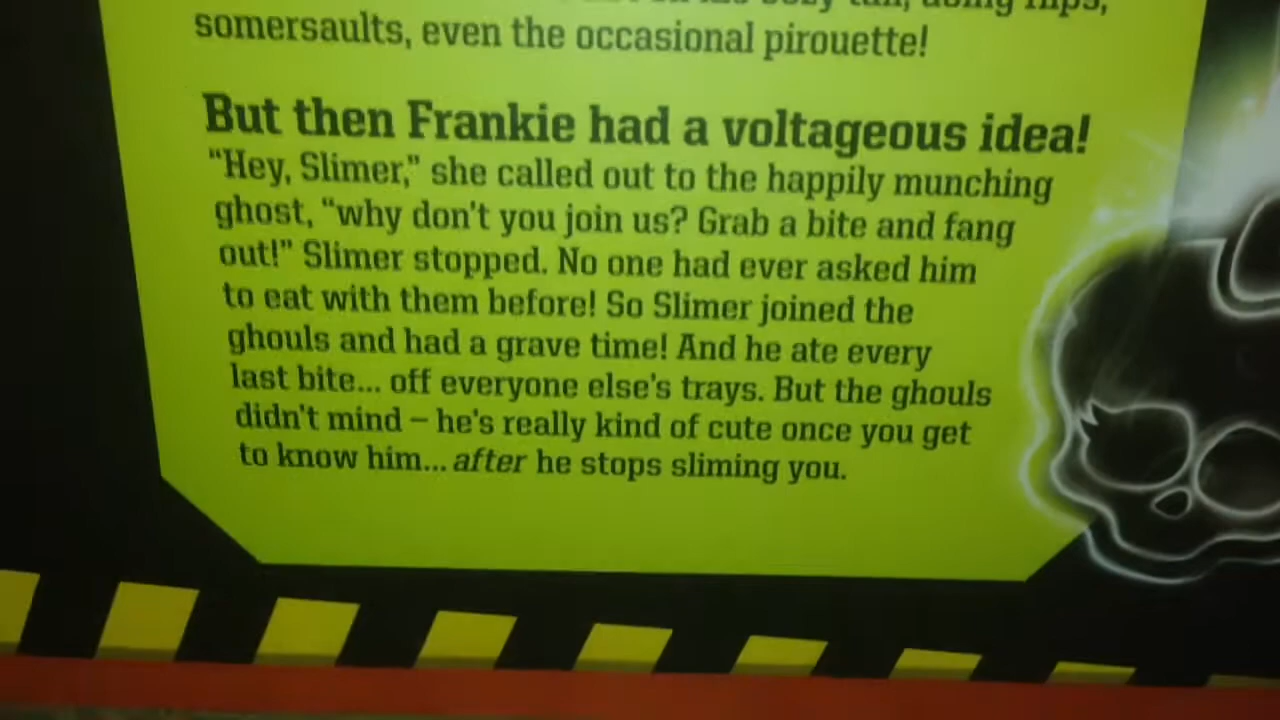 doing flips,
somersaults, even the occasional pirouette!
But then Frankie had a voltageous idea!
“Hey, Slimer,” she called out to the happily munching
ghost, “why don't you join us? Grab a bite and fang
out!” Slimer stopped. No one had ever asked him
to eat with them before! So Slimer joined the
ghouls and had a grave time! And he ate every
last bite... off everyone else's trays. But the ghouls
didn't mind – he's really kind of cute once you get
to know him... after he stops sliming you.